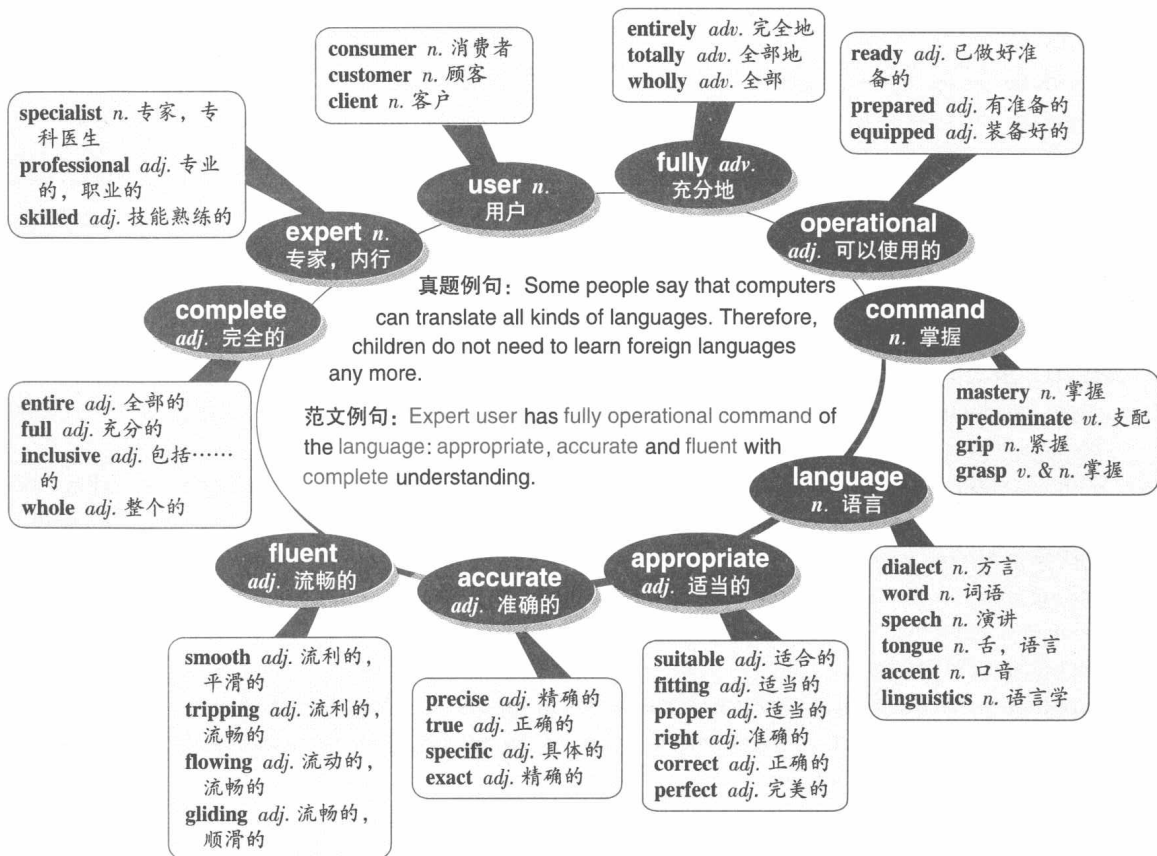 consumer n. 消费者
customer n. 顾客
client n. 客户
entirely adv. 完全地
totally adv. 全部地
wholly adv. 全部
ready adj. 已做好准
备的
prepared adj. 有准备的
equipped adj. 装备好的
specialist n. 专家，专
科医生
professional adj. 专业
的，职业的
skilled adj. 技能熟练的
user n.
用户
fully adv.
充分地
expert n.
专家，内行
operational
adj. 可以使用的
complete
adj. 完全的
command
n. 掌握
真题例句：Some people say that computers
can translate all kinds of languages. Therefore,
children do not need to learn foreign languages
any more.
范文例句：Expert user has fully operational command of
the language: appropriate, accurate and fluent with
complete understanding.
entire adj. 全部的
full adj. 充分的
inclusive adj. 包括……
的
whole adj. 整个的
mastery n. 掌握
predominate vt. 支配
grip n. 紧握
grasp v. & n. 掌握
language
n. 语言
fluent
adj. 流畅的
accurate
adj. 准确的
appropriate
adj. 适当的
dialect n. 方言
word n. 词语
speech n. 演讲
tongue n. 舌，语言
accent n. 口音
linguistics n. 语言学
smooth adj. 流利的，
平滑的
tripping adj. 流利的，
流畅的
flowing adj. 流动的，
流畅的
gliding adj. 流畅的，
顺滑的
precise adj. 精确的
true adj. 正确的
specific adj. 具体的
exact adj. 精确的
suitable adj. 适合的
fitting adj. 适当的
proper adj. 适当的
right adj. 准确的
correct adj. 正确的
perfect adj. 完美的